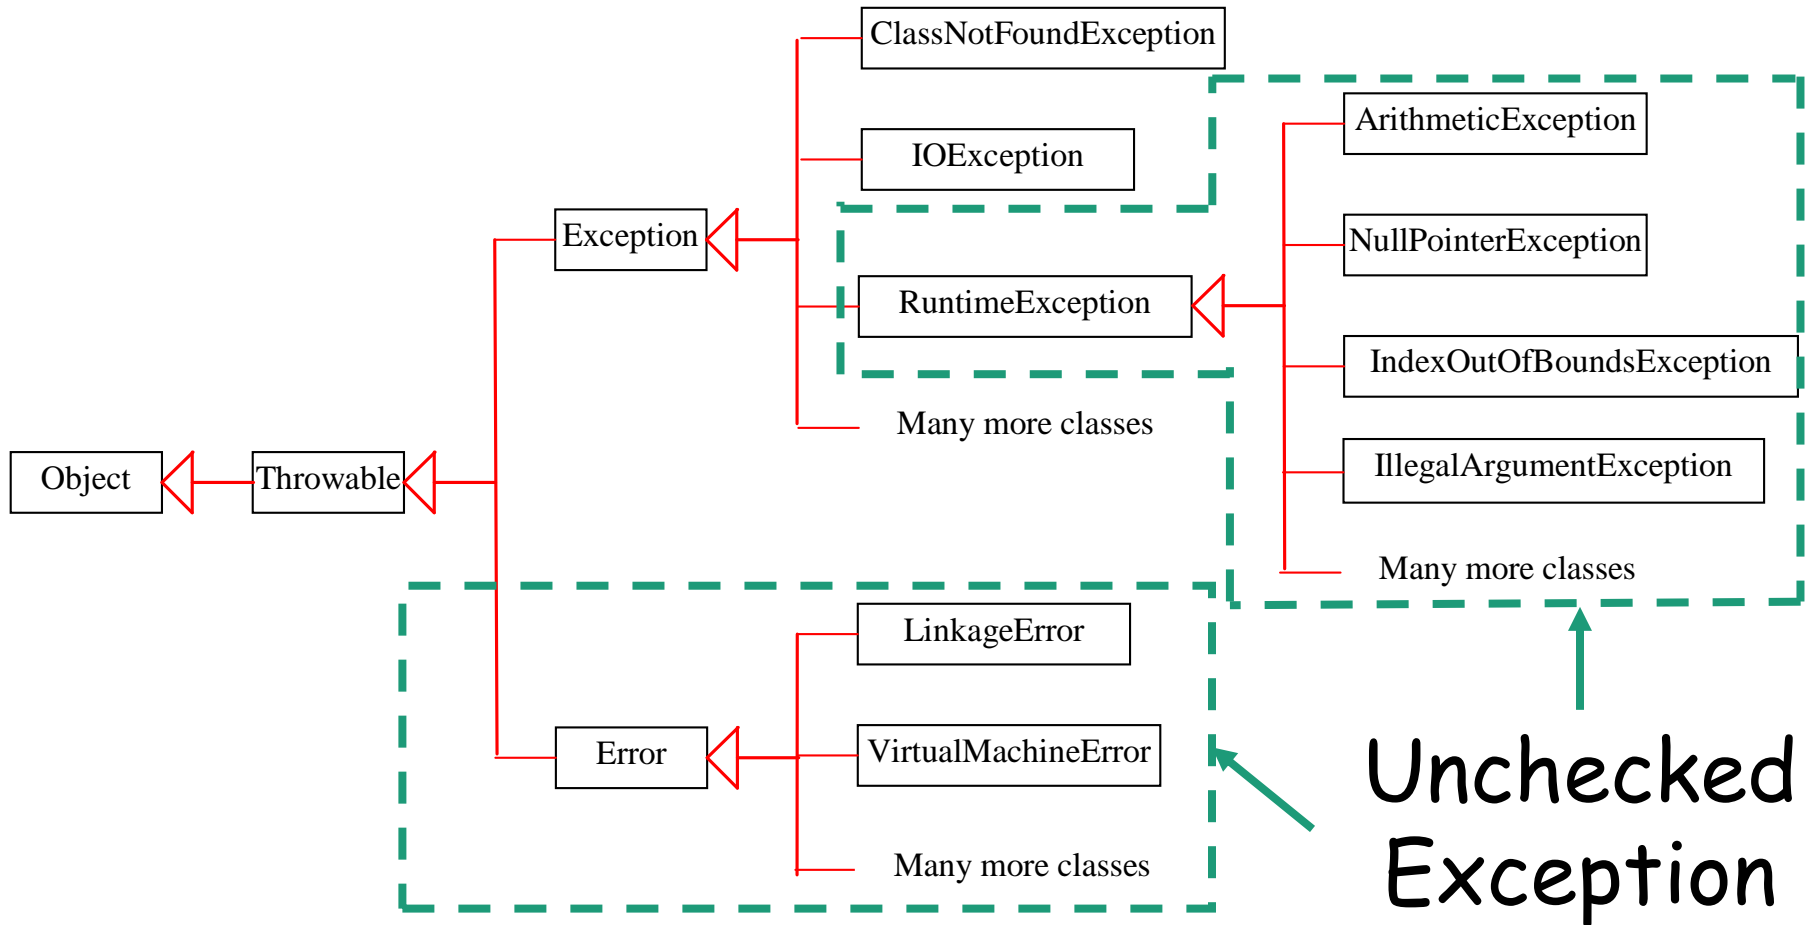 ClassNotFoundException
ArithmeticException
IOException
NullPointerException
Exception
RuntimeException
IndexOutOfBoundsException
Many more classes
Object
Throwable
IllegalArgumentException
Many more classes
LinkageError
Error
VirtualMachineError
Many more classes
Unchecked
Exception